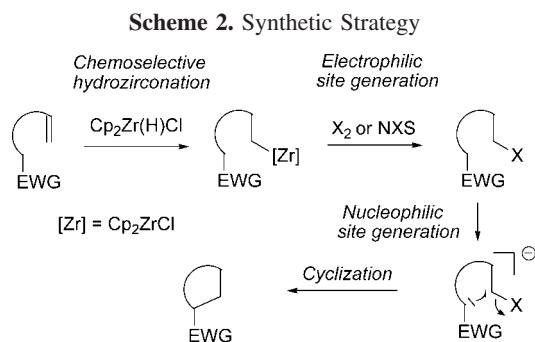 Scheme 2. Synthetic Strategy
Chemoselective
hydrozirconation
Electrophilic
site generation
Cp2Zr(H)Cl
[Zr]
EWG
X2 or NXS
X
EWG
EWG
[Zr] = Cp2ZrCl
Nucleophilic
site generation
Cyclization
⊖
X
EWG
EWG